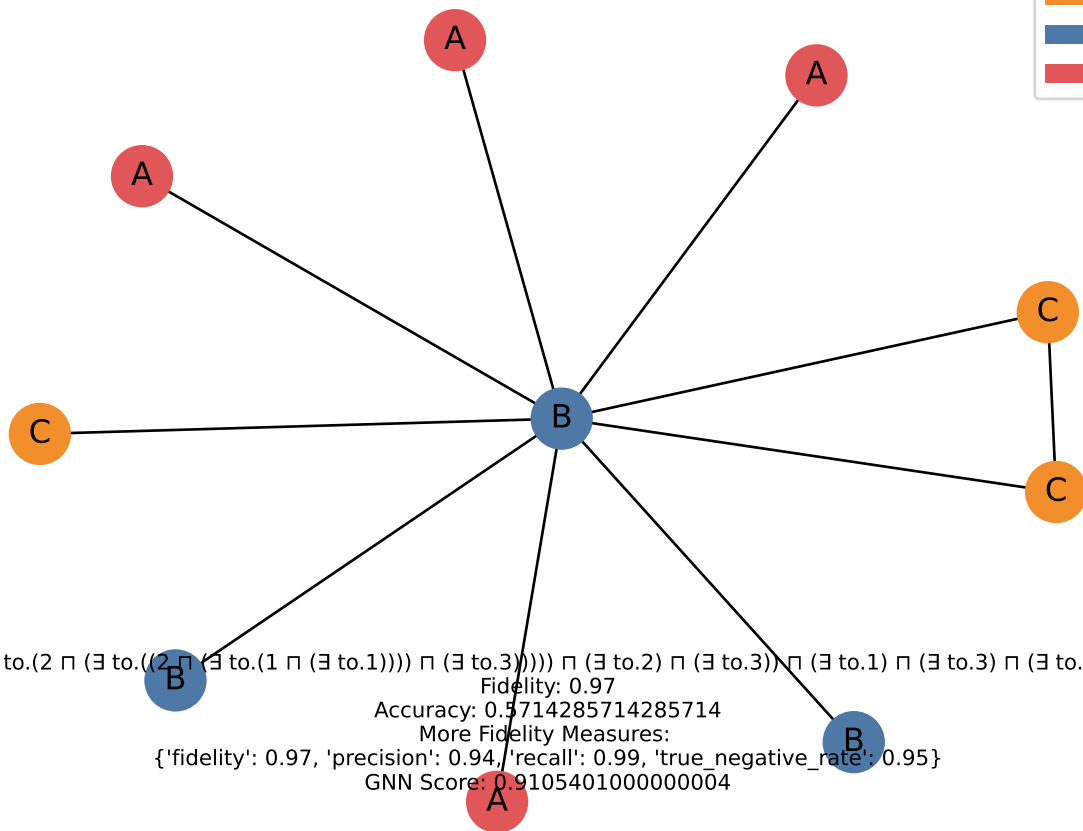 A
A
A
C
C
B
C
to.(2 ⊓ (∃ to.((2 ⊓ (∃ to.(1 ⊓ (∃ to.1)))) ⊓ (∃ to.3))))) ⊓ (∃ to.2) ⊓ (∃ to.3)) ⊓ (∃ to.1) ⊓ (∃ to.3) ⊓ (∃ to.
B
Fidelity: 0.97
Accuracy: 0.5714285714285714
More Fidelity Measures:
B
{'fidelity': 0.97, 'precision': 0.94, 'recall': 0.99, 'true_negative_rate': 0.95}
GNN Score: 0.9105401000000004
A